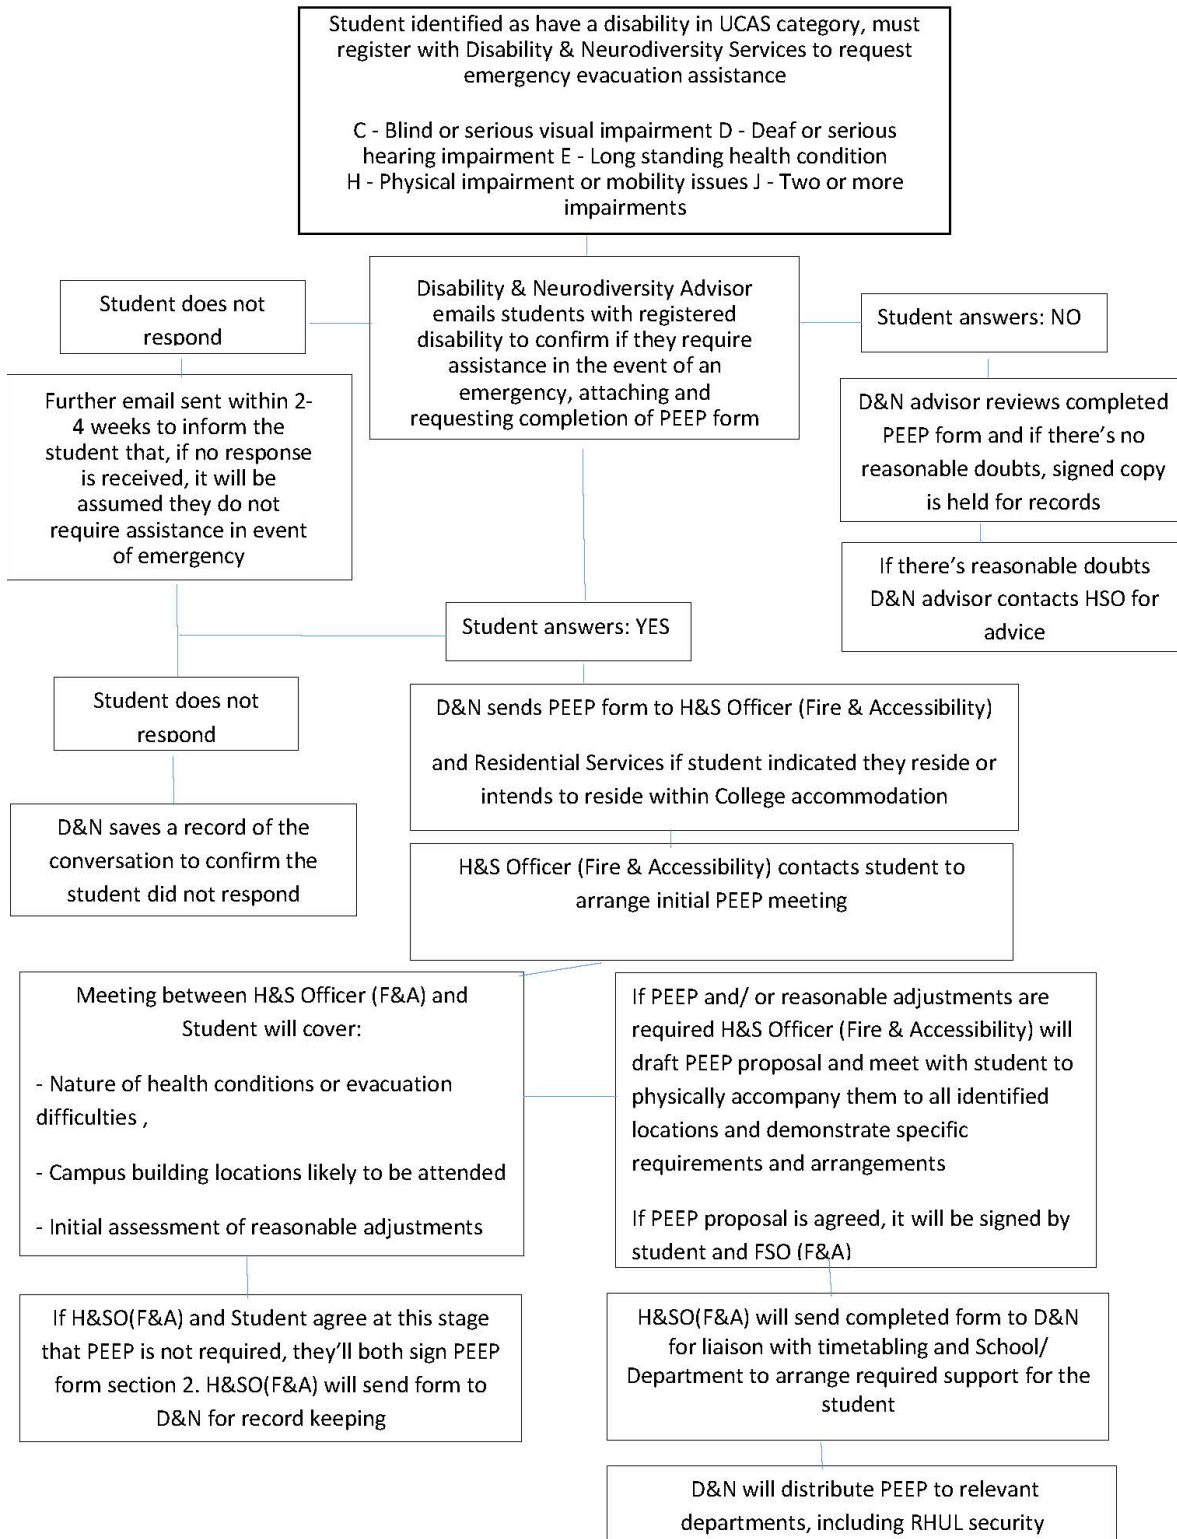 Student identified as have a disability in UCAS category, must
register with Disability & Neurodiversity Services to request
emergency evacuation assistance
C - Blind or serious visual impairment D - Deaf or serious
hearing impairment E - Long standing health condition
H - Physical impairment or mobility issues J - Two or more
impairments
Student does not
respond
Disability & Neurodiversity Advisor
emails students with registered
disability to confirm if they require
assistance in the event of an
emergency, attaching and
requesting completion of PEEP form
Student answers: NO
Further email sent within 2-
4 weeks to inform the
student that, if no response
is received, it will be
assumed they do not
require assistance in event
of emergency
D&N advisor reviews completed
PEEP form and if there's no
reasonable doubts, signed copy
is held for records
If there's reasonable doubts
D&N advisor contacts HSO for
advice
Student answers: YES
Student does not
respond
D&N sends PEEP form to H&S Officer (Fire & Accessibility)
and Residential Services if student indicated they reside or
intends to reside within College accommodation
D&N saves a record of the
conversation to confirm the
student did not respond
H&S Officer (Fire & Accessibility) contacts student to
arrange initial PEEP meeting
Meeting between H&S Officer (F&A) and
Student will cover:
- Nature of health conditions or evacuation
difficulties ,
- Campus building locations likely to be attended
- Initial assessment of reasonable adjustments
If PEEP and/ or reasonable adjustments are
required H&S Officer (Fire & Accessibility) will
draft PEEP proposal and meet with student to
physically accompany them to all identified
locations and demonstrate specific
requirements and arrangements
If PEEP proposal is agreed, it will be signed by
student and FSO (F&A)
If H&SO(F&A) and Student agree at this stage
that PEEP is not required, they'll both sign PEEP
form section 2. H&SO(F&A) will send form to
D&N for record keeping
H&SO(F&A) will send completed form to D&N
for liaison with timetabling and School/
Department to arrange required support for the
student
D&N will distribute PEEP to relevant
departments, including RHUL security